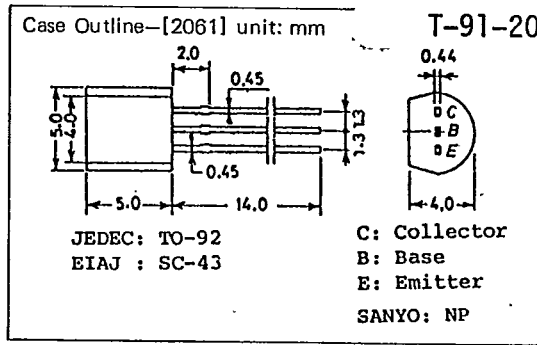 Case Outline—[2061] unit: mm
T-91-20
2.0
0.44
0.45
5.0
4.0
C
B
E
1.3
1.3
0.45
5.0
14.0
4.0
JEDEC: TO-92
EIAJ : SC-43
C: Collector
B: Base
E: Emitter
SANYO: NP